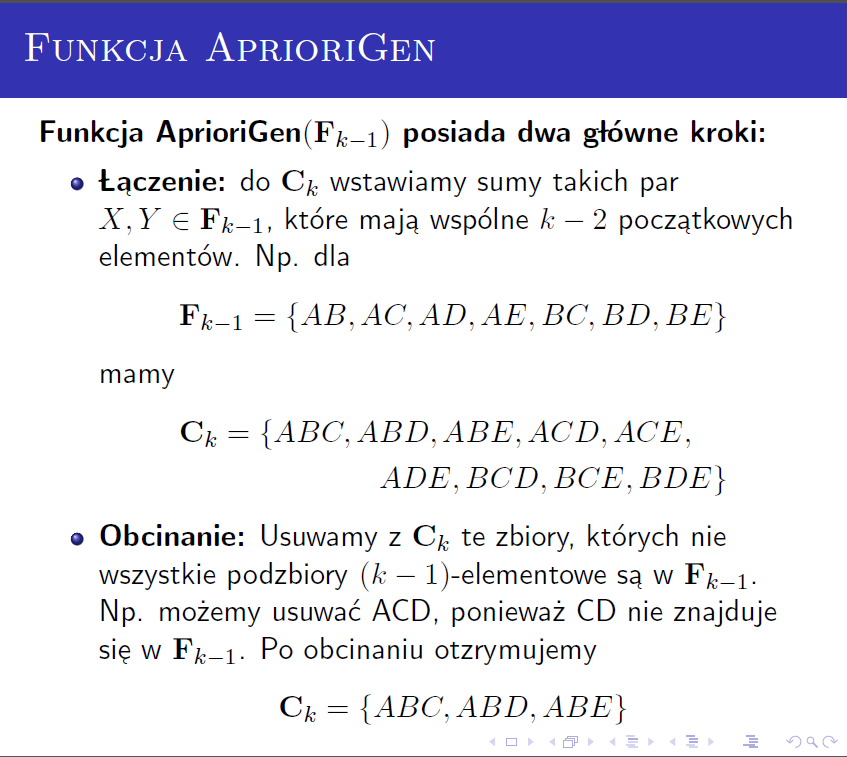 Funkcja AprioriGen
Funkcja AprioriGen(F_{k−1}) posiada dwa główne kroki:
Łączenie: do C_k wstawiamy sumy takich par
X, Y ∈ F_{k−1}, które mają wspólne k − 2 początkowych
elementów. Np. dla
F_{k−1} = {AB, AC, AD, AE, BC, BD, BE}
mamy
C_k = {ABC, ABD, ABE, ACD, ACE,
ADE, BCD, BCE, BDE}
Obcinanie: Usuwamy z C_k te zbiory, których nie
wszystkie podzbiory (k − 1)-elementowe są w F_{k−1}.
Np. możemy usuwać ACD, ponieważ CD nie znajduje
się w F_{k−1}. Po obcinaniu otzrymujemy
C_k = {ABC, ABD, ABE}